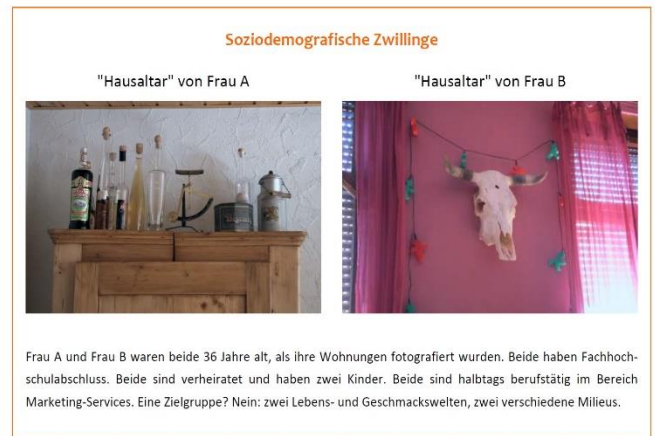 Soziodemografische Zwillinge
"Hausaltar" von Frau A
"Hausaltar" von Frau B
Frau A und Frau B waren beide 36 Jahre alt, als ihre Wohnungen fotografiert wurden. Beide haben Fachhoch-
schulabschluss. Beide sind verheiratet und haben zwei Kinder. Beide sind halbtags berufstätig im Bereich
Marketing-Services. Eine Zielgruppe? Nein: zwei Lebens- und Geschmackswelten, zwei verschiedene Milieus.